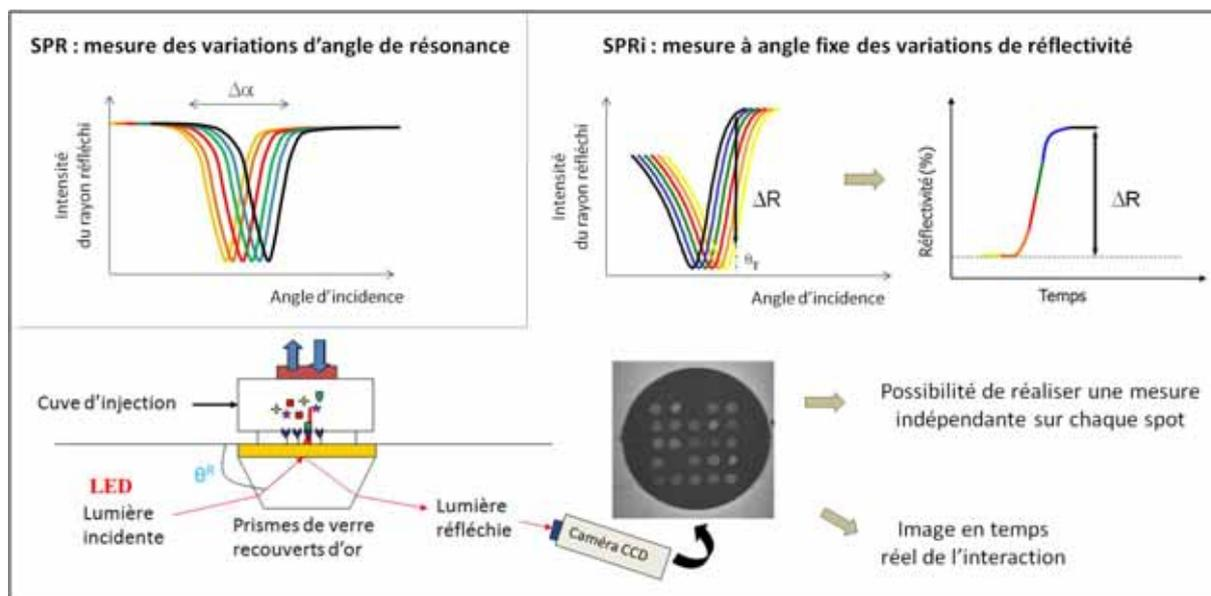 SPR : mesure des variations d’angle de résonance
Δα
Intensité
du rayon réfléchi
Angle d’incidence
SPRi : mesure à angle fixe des variations de réflectivité
Intensité
du rayon réfléchi
ΔR
θr
Angle d’incidence
Réflectivité (%)
ΔR
Temps
Cuve d’injection
θR
LED
Lumière
incidente
Prismes de verre
recouverts d’or
Lumière
réfléchie
Caméra CCD
Possibilité de réaliser une mesure
indépendante sur chaque spot
Image en temps
réel de l’interaction